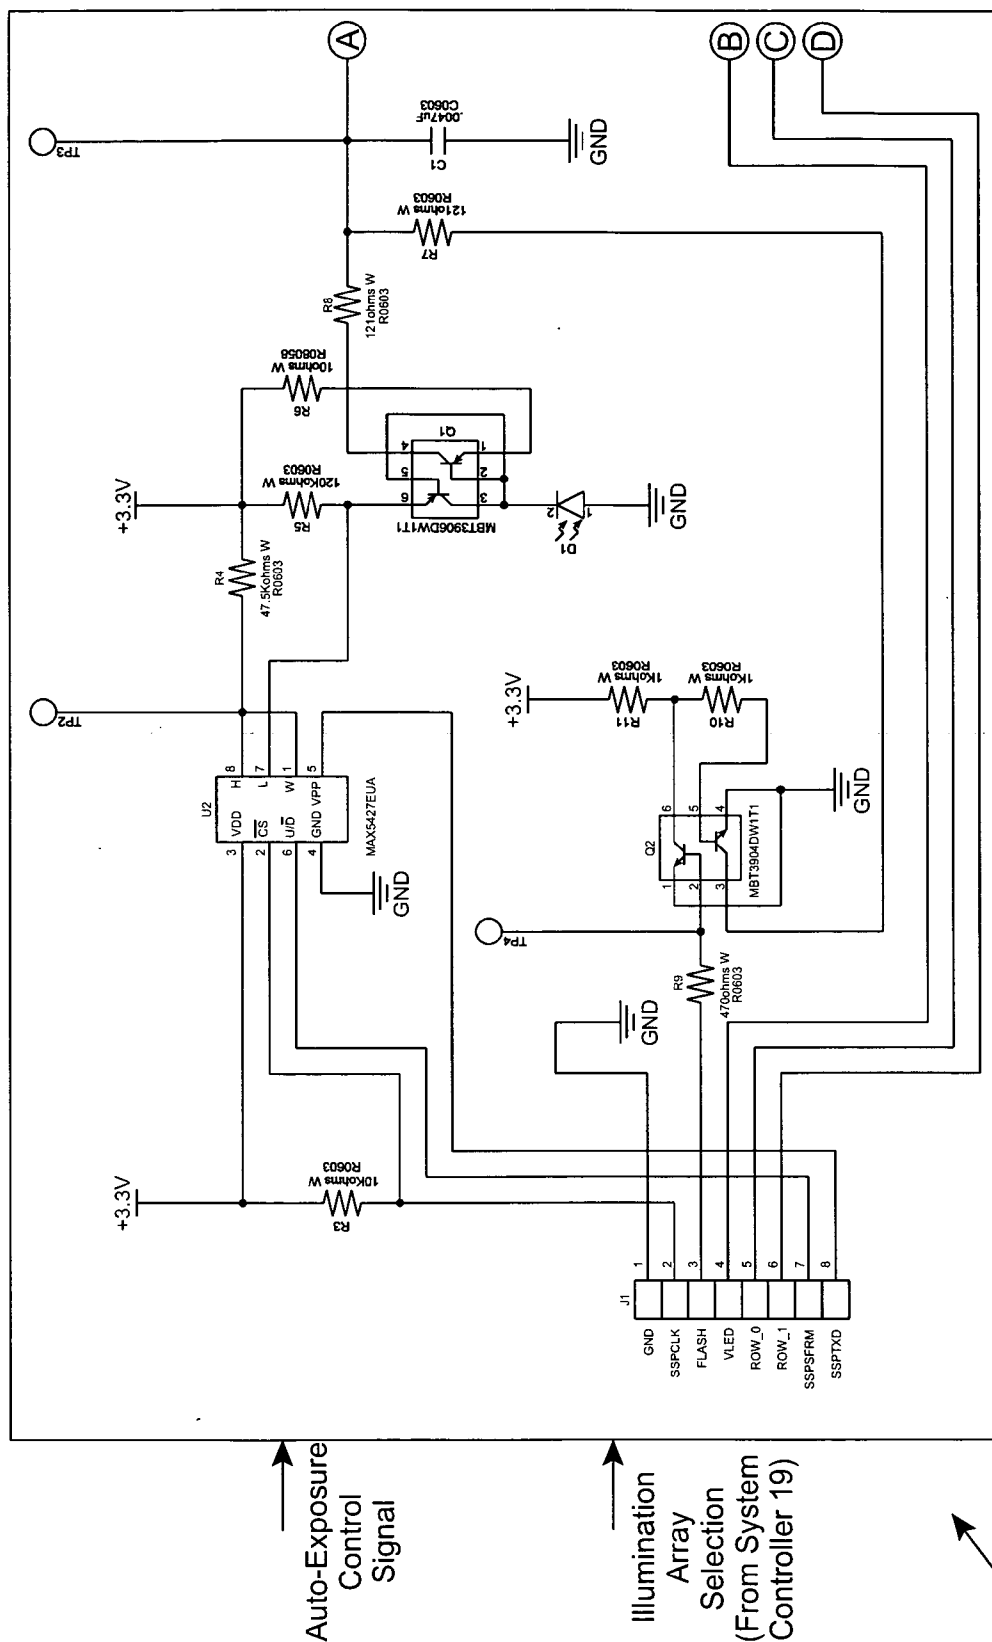 Auto-Exposure
Control
Signal
Illumination
Array
Selection
(From System
Controller 19)
J1
GND
SSPCLK
FLASH
VLED
ROW_0
ROW_1
SSPSFRM
SSPTXD
1
2
3
4
5
6
7
8
+3.3V
R3
10Kohms W
R0603
GND
R9
470ohms W
R0603
TP4
Q2
1
2
3
6
5
4
MBT3904DW1T1
GND
+3.3V
R11
1Kohms W
R0603
R10
1Kohms W
R0603
U2
3
2
6
4
VDD
CS
U/D
GND
H
L
W
VPP
8
7
1
5
MAX5427EUA
GND
TP2
R4
47.5Kohms W
R0603
+3.3V
R5
120Kohms W
R0603
R6
10ohms W
R08058
Q1
6
5
4
3
2
1
MBT3906DW1T1
D1
2
1
GND
R8
121ohms W
R0603
R7
121ohms W
R0603
TP3
C1
.0047uF
C0603
GND
A
B
C
D